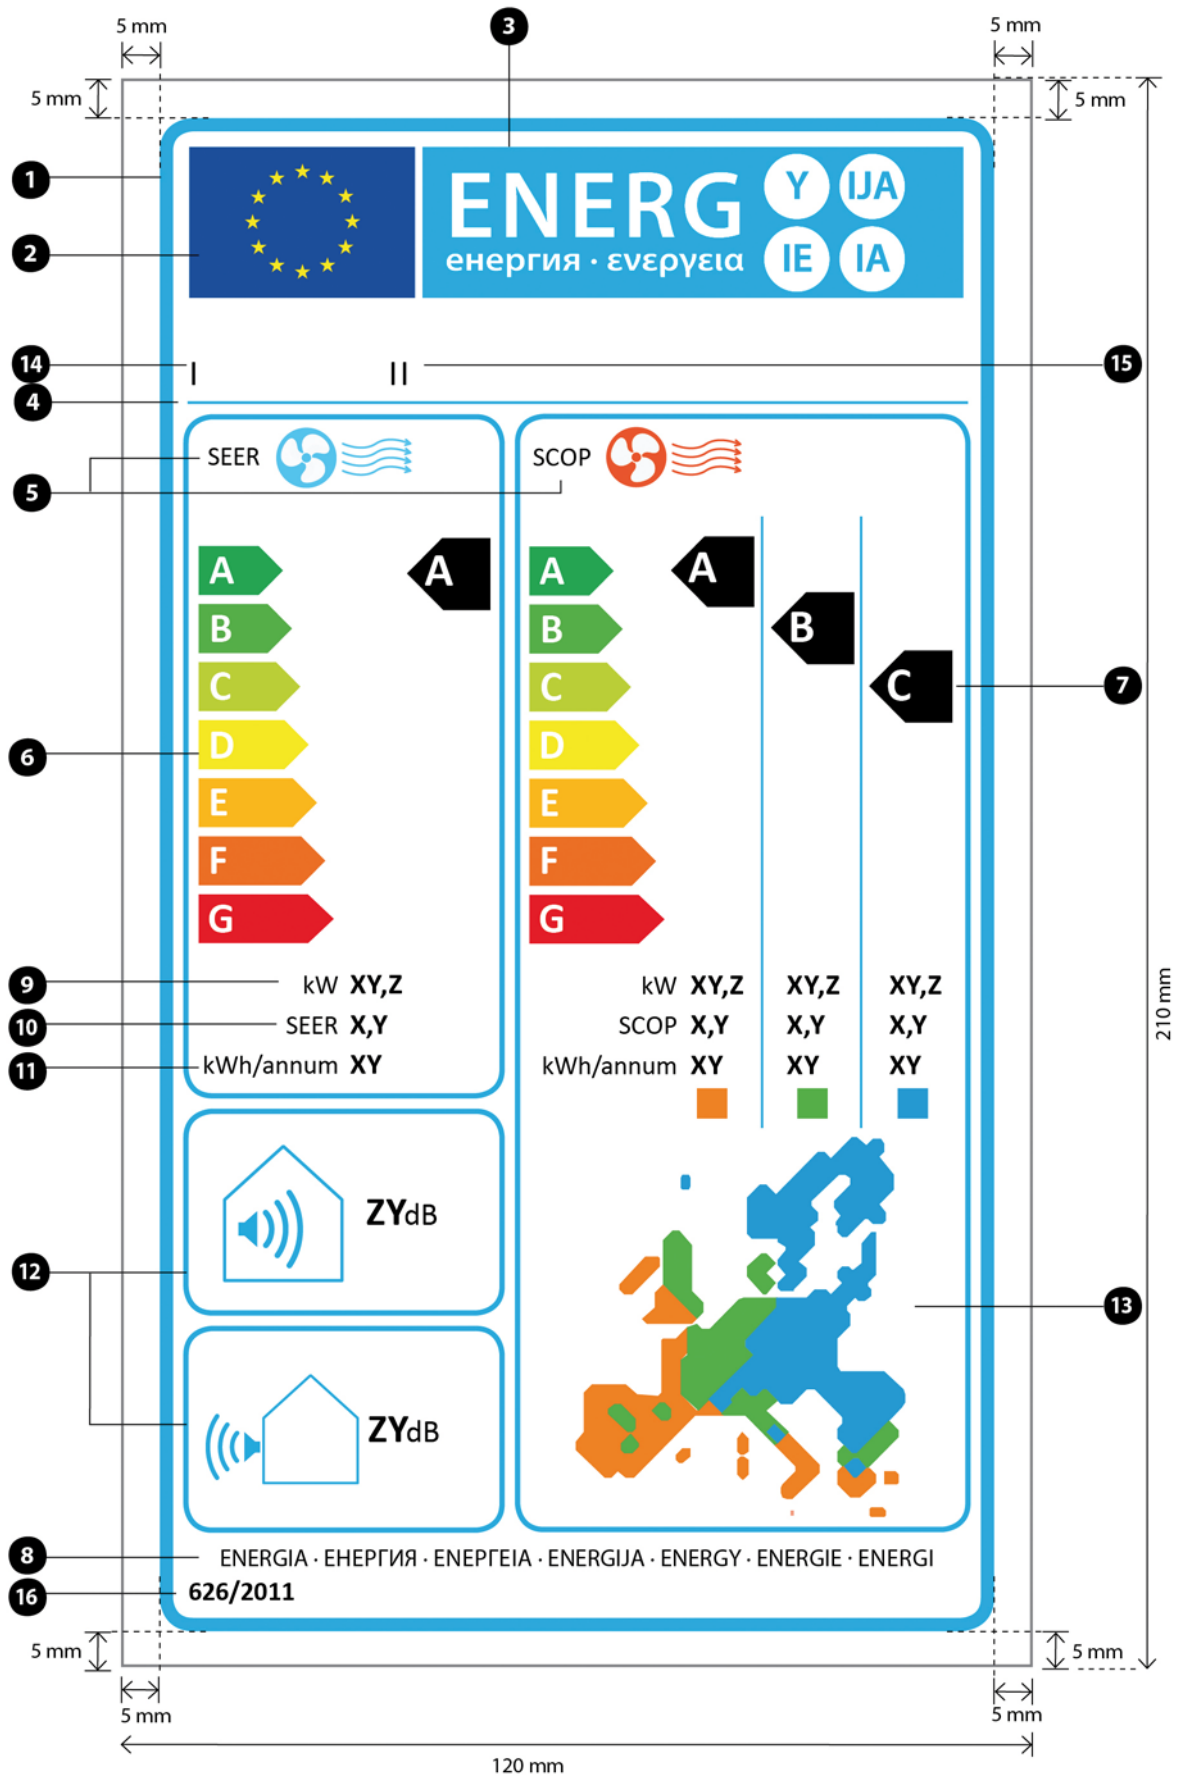 5 mm
3
5 mm
5 mm
5 mm
1
ENERG
Y
IJA
2
енергия · ενεργεια
IE
IA
14
I
II
15
4
SEER
SCOP
5
A
A
A
A
B
B
B
C
C
C
7
D
D
6
E
E
F
F
G
G
9
kW XY,Z
kW XY,Z
XY,Z
XY,Z
10
SEER X,Y
SCOP X,Y
X,Y
X,Y
11
kWh/annum XY
kWh/annum XY
XY
XY
210 mm
ZYdB
12
13
ZYdB
8
ENERGIA · ЕНЕРГИЯ · ΕΝΕΡΓΕΙΑ · ENERGIJA · ENERGY · ENERGIE · ENERGI
16
626/2011
5 mm
5 mm
5 mm
5 mm
120 mm